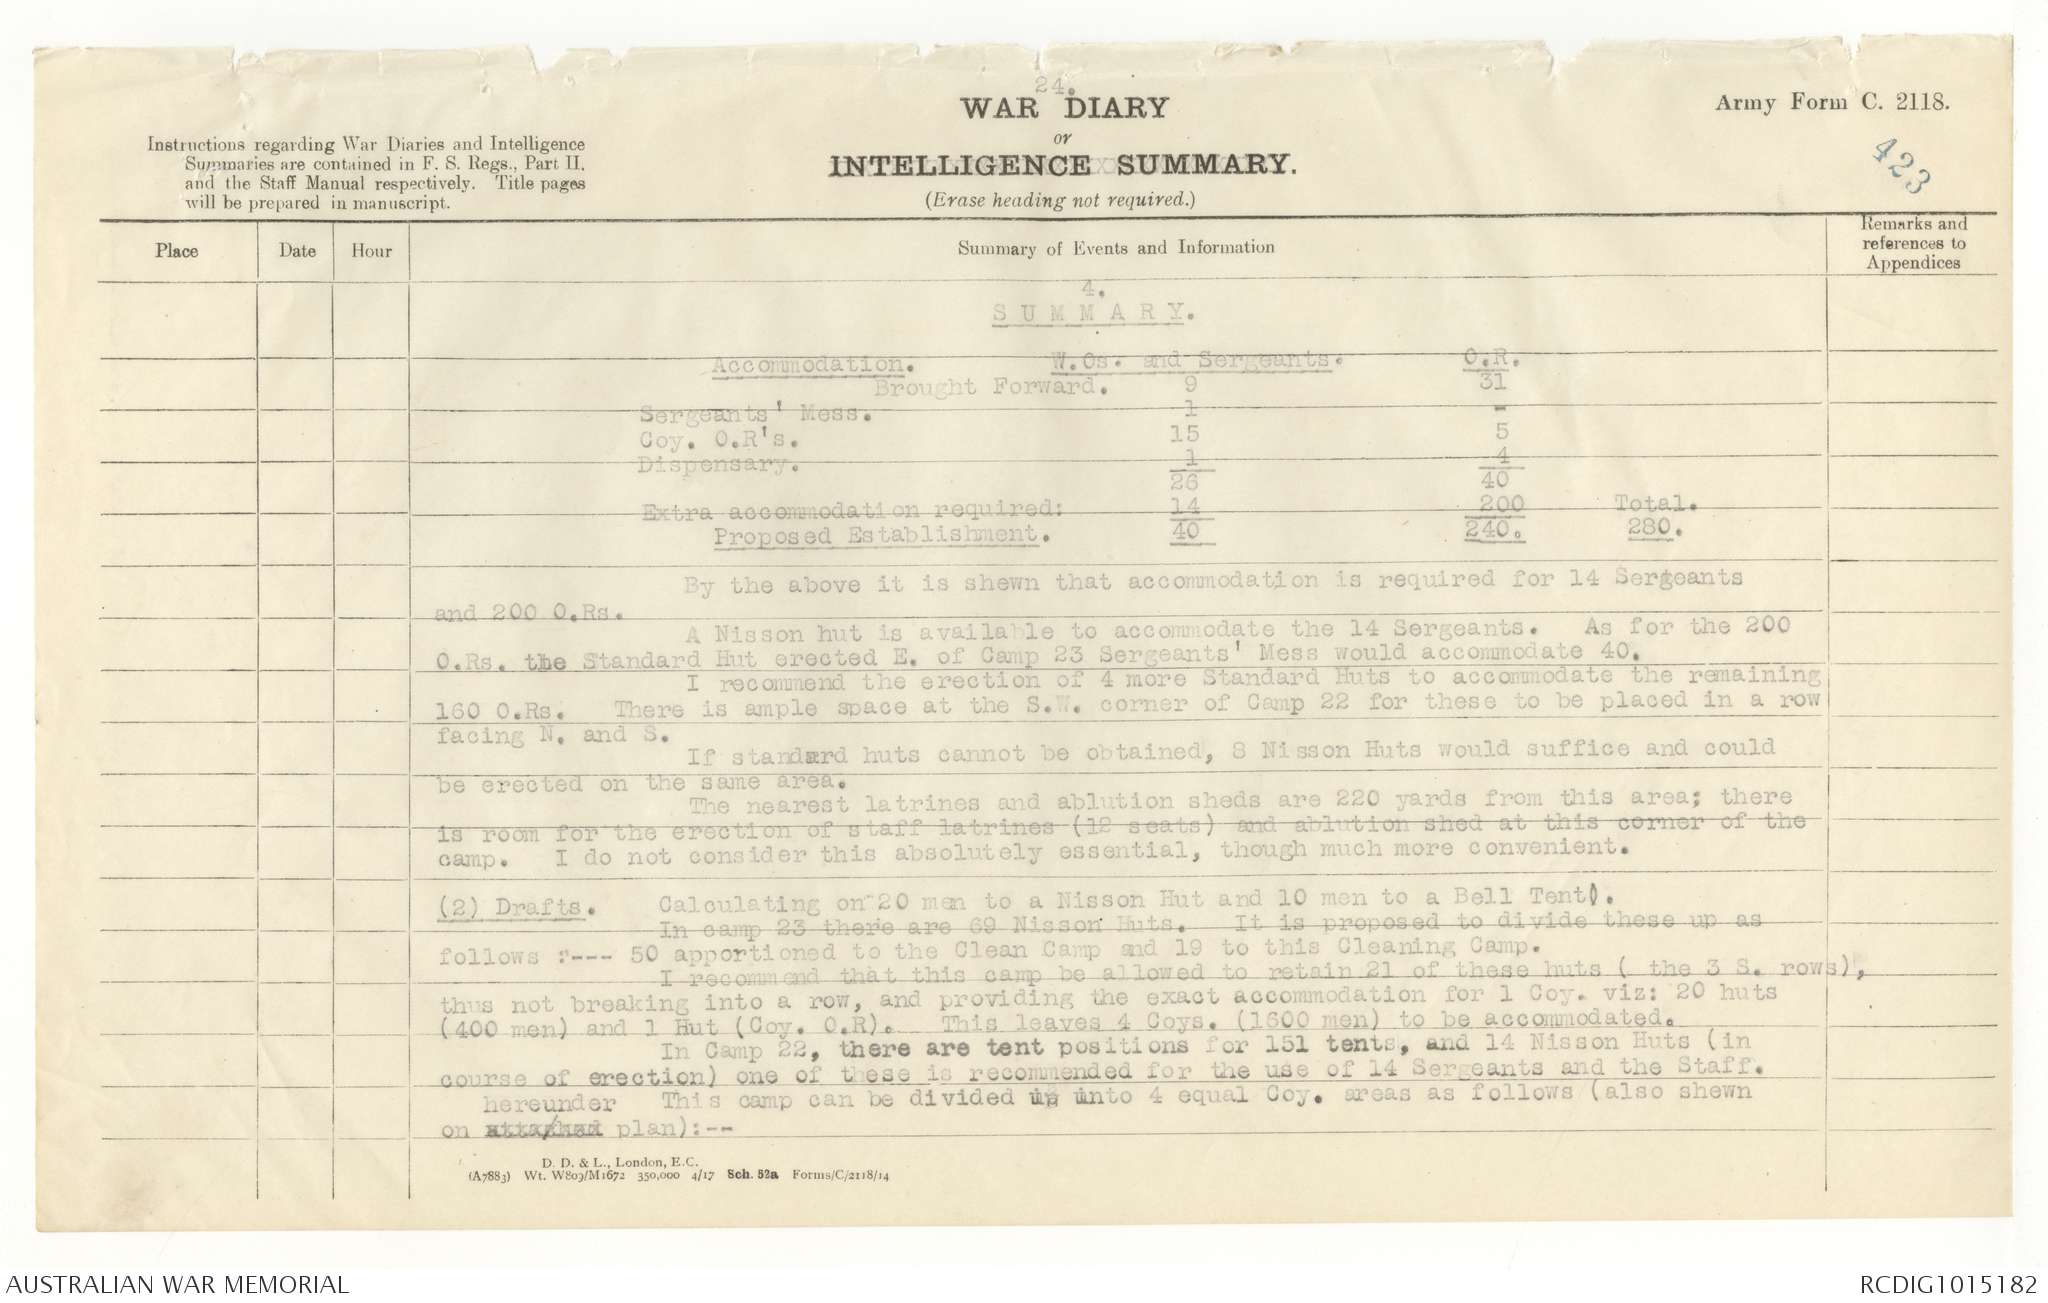 24.
WAR DIARY
or
INTELLIGENCE SUMMARY.
(Erase heading not required.)
Army Form C. 2118.
423
Instructions regarding War Diaries and Intelligence
Summaries are contained in F. S. Regs., Part II.
and the Staff Manual respectively. Title pages
will be prepared in manuscript.
Place Date Hour Summary of Events and Information Remarks and
references to
Appendices
4.
S U M M A R Y.
Accommodation. W.Os. and Sergeants. O.R.
Brought Forward. 9 31
Sergeants' Mess. 1 -
Coy. O.R's. 15 5
Dispensary. 1 4
26 40
Extra accommodation required: 14 200 Total.
Proposed Establishment. 40 240. 280.
By the above it is shewn that accommodation is required for 14 Sergeants
and 200 O.Rs.
A Nisson hut is available to accommodate the 14 Sergeants. As for the 200
O.Rs. the Standard Hut erected E. of Camp 23 Sergeants' Mess would accommodate 40.
I recommend the erection of 4 more Standard Huts to accommodate the remaining
160 O.Rs. There is ample space at the S.W. corner of Camp 22 for these to be placed in a row
facing N. and S.
If standard huts cannot be obtained, 8 Nisson Huts would suffice and could
be erected on the same area.
The nearest latrines and ablution sheds are 220 yards from this area; there
is room for the erection of staff latrines (12 seats) and ablution shed at this corner of the
camp. I do not consider this absolutely essential, though much more convenient.
(2) Drafts. Calculating on 20 men to a Nisson Hut and 10 men to a Bell Tent).
In camp 23 there are 69 Nisson Huts. It is proposed to divide these up as
follows :--- 50 apportioned to the Clean Camp and 19 to this Cleaning Camp.
I recommend that this camp be allowed to retain 21 of these huts ( the 3 S. rows),
thus not breaking into a row, and providing the exact accommodation for 1 Coy. viz: 20 huts
(400 men) and 1 Hut (Coy. O.R). This leaves 4 Coys. (1600 men) to be accommodated.
In Camp 22, there are tent positions for 151 tents, and 14 Nisson Huts (in
course of erection) one of these is recommended for the use of 14 Sergeants and the Staff.
hereunder This camp can be divided up into 4 equal Coy. areas as follows (also shewn
on attached plan):--
D. D. & L., London, E.C.
(A7883) Wt. W809/M1672 350,000 4/17 Sch. 52a Forms/C/2118/14
AUSTRALIAN WAR MEMORIAL RCDIG1015182